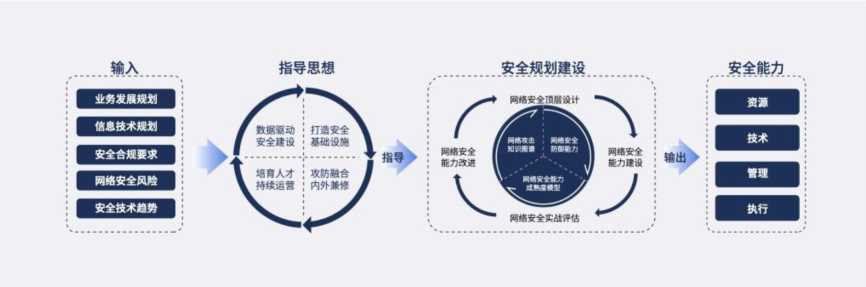 输入
业务发展规划
信息技术规划
安全合规要求
网络安全风险
安全技术趋势
指导思想
数据驱动
安全建设
打造安全
基础设施
培育人才
持续运营
攻防融合
内外兼修
指导
安全规划建设
网络安全顶层设计
网络安全
能力改进
网络攻击
知识图谱
网络安全
防御能力
网络安全能力
成熟度模型
网络安全
能力建设
网络安全实战评估
输出
安全能力
资源
技术
管理
执行